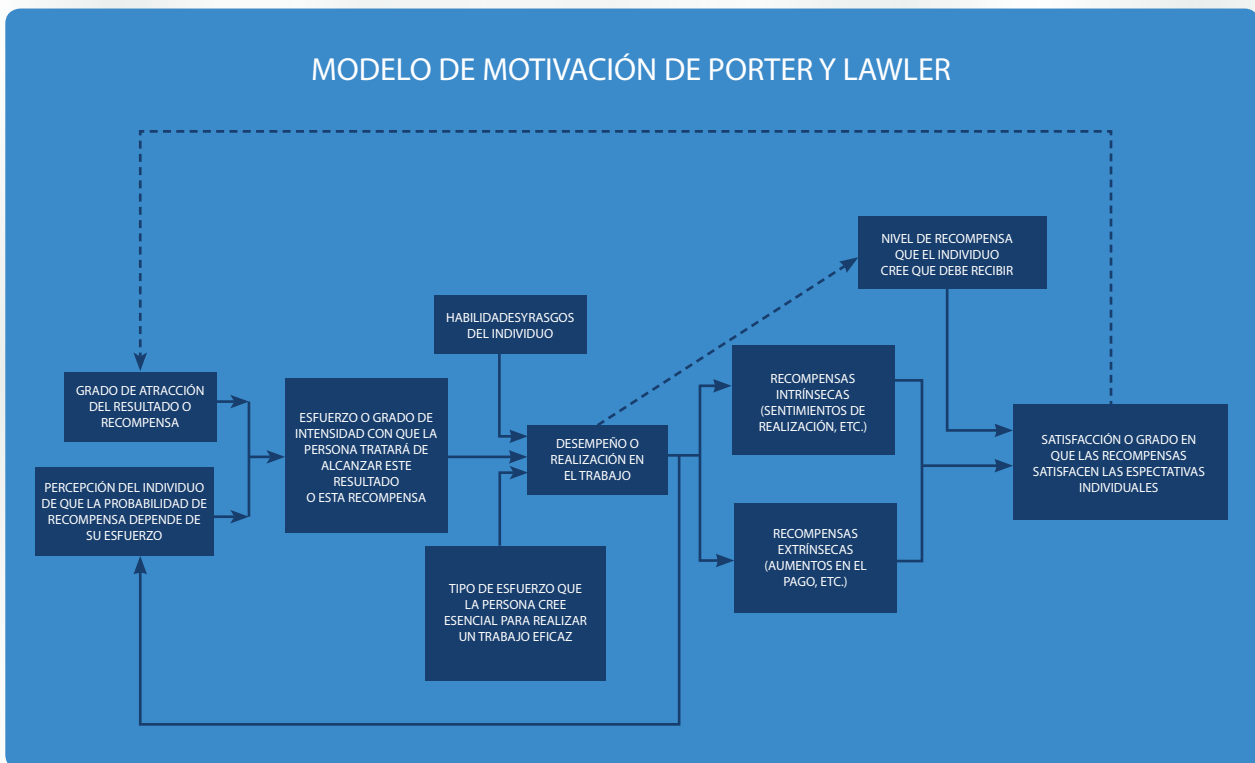 MODELO DE MOTIVACIÓN DE PORTER Y LAWLER
NIVEL DE RECOMPENSA
QUE EL INDIVIDUO
CREE QUE DEBE RECIBIR
HABILIDADESYRASGOS
DEL INDIVIDUO
GRADO DE ATRACCIÓN
DEL RESULTADO O
RECOMPENSA
ESFUERZO O GRADO DE
INTENSIDAD CON QUE LA
PERSONA TRATARÁ DE
ALCANZAR ESTE
RESULTADO
O ESTA RECOMPENSA
DESEMPEÑO O
REALIZACIÓN EN
EL TRABAJO
RECOMPENSAS
INTRÍNSECAS
(SENTIMIENTOS DE
REALIZACIÓN, ETC.)
SATISFACCIÓN O GRADO EN
QUE LAS RECOMPENSAS
SATISFACEN LAS ESPECTATIVAS
INDIVIDUALES
PERCEPCIÓN DEL INDIVIDUO
DE QUE LA PROBABILIDAD DE
RECOMPENSA DEPENDE DE
SU ESFUERZO
RECOMPENSAS
EXTRÍNSECAS
(AUMENTOS EN EL
PAGO, ETC.)
TIPO DE ESFUERZO QUE
LA PERSONA CREE
ESENCIAL PARA REALIZAR
UN TRABAJO EFICAZ